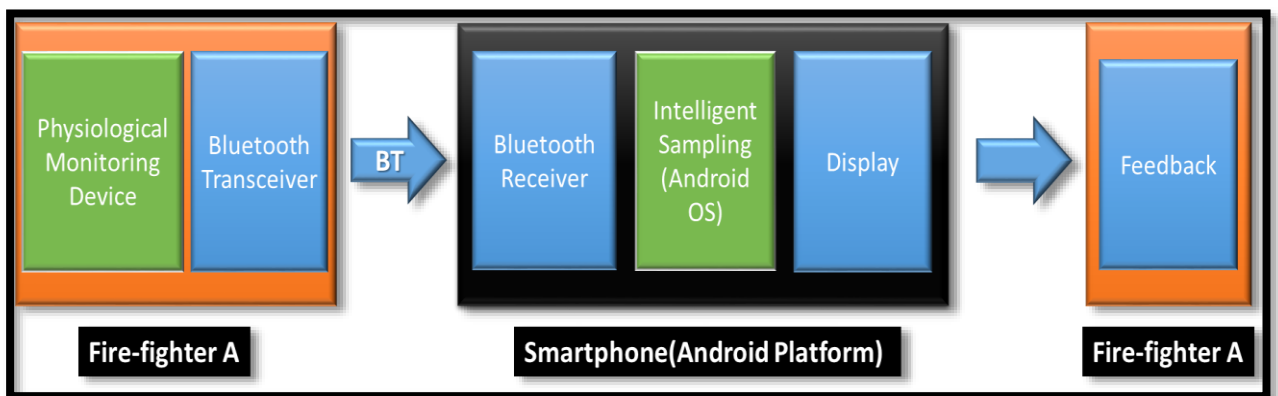 Physiological
Monitoring
Device
Bluetooth
Transceiver
BT
Bluetooth
Receiver
Intelligent
Sampling
(Android
OS)
Display
Feedback
Fire-fighter A
Smartphone(Android Platform)
Fire-fighter A